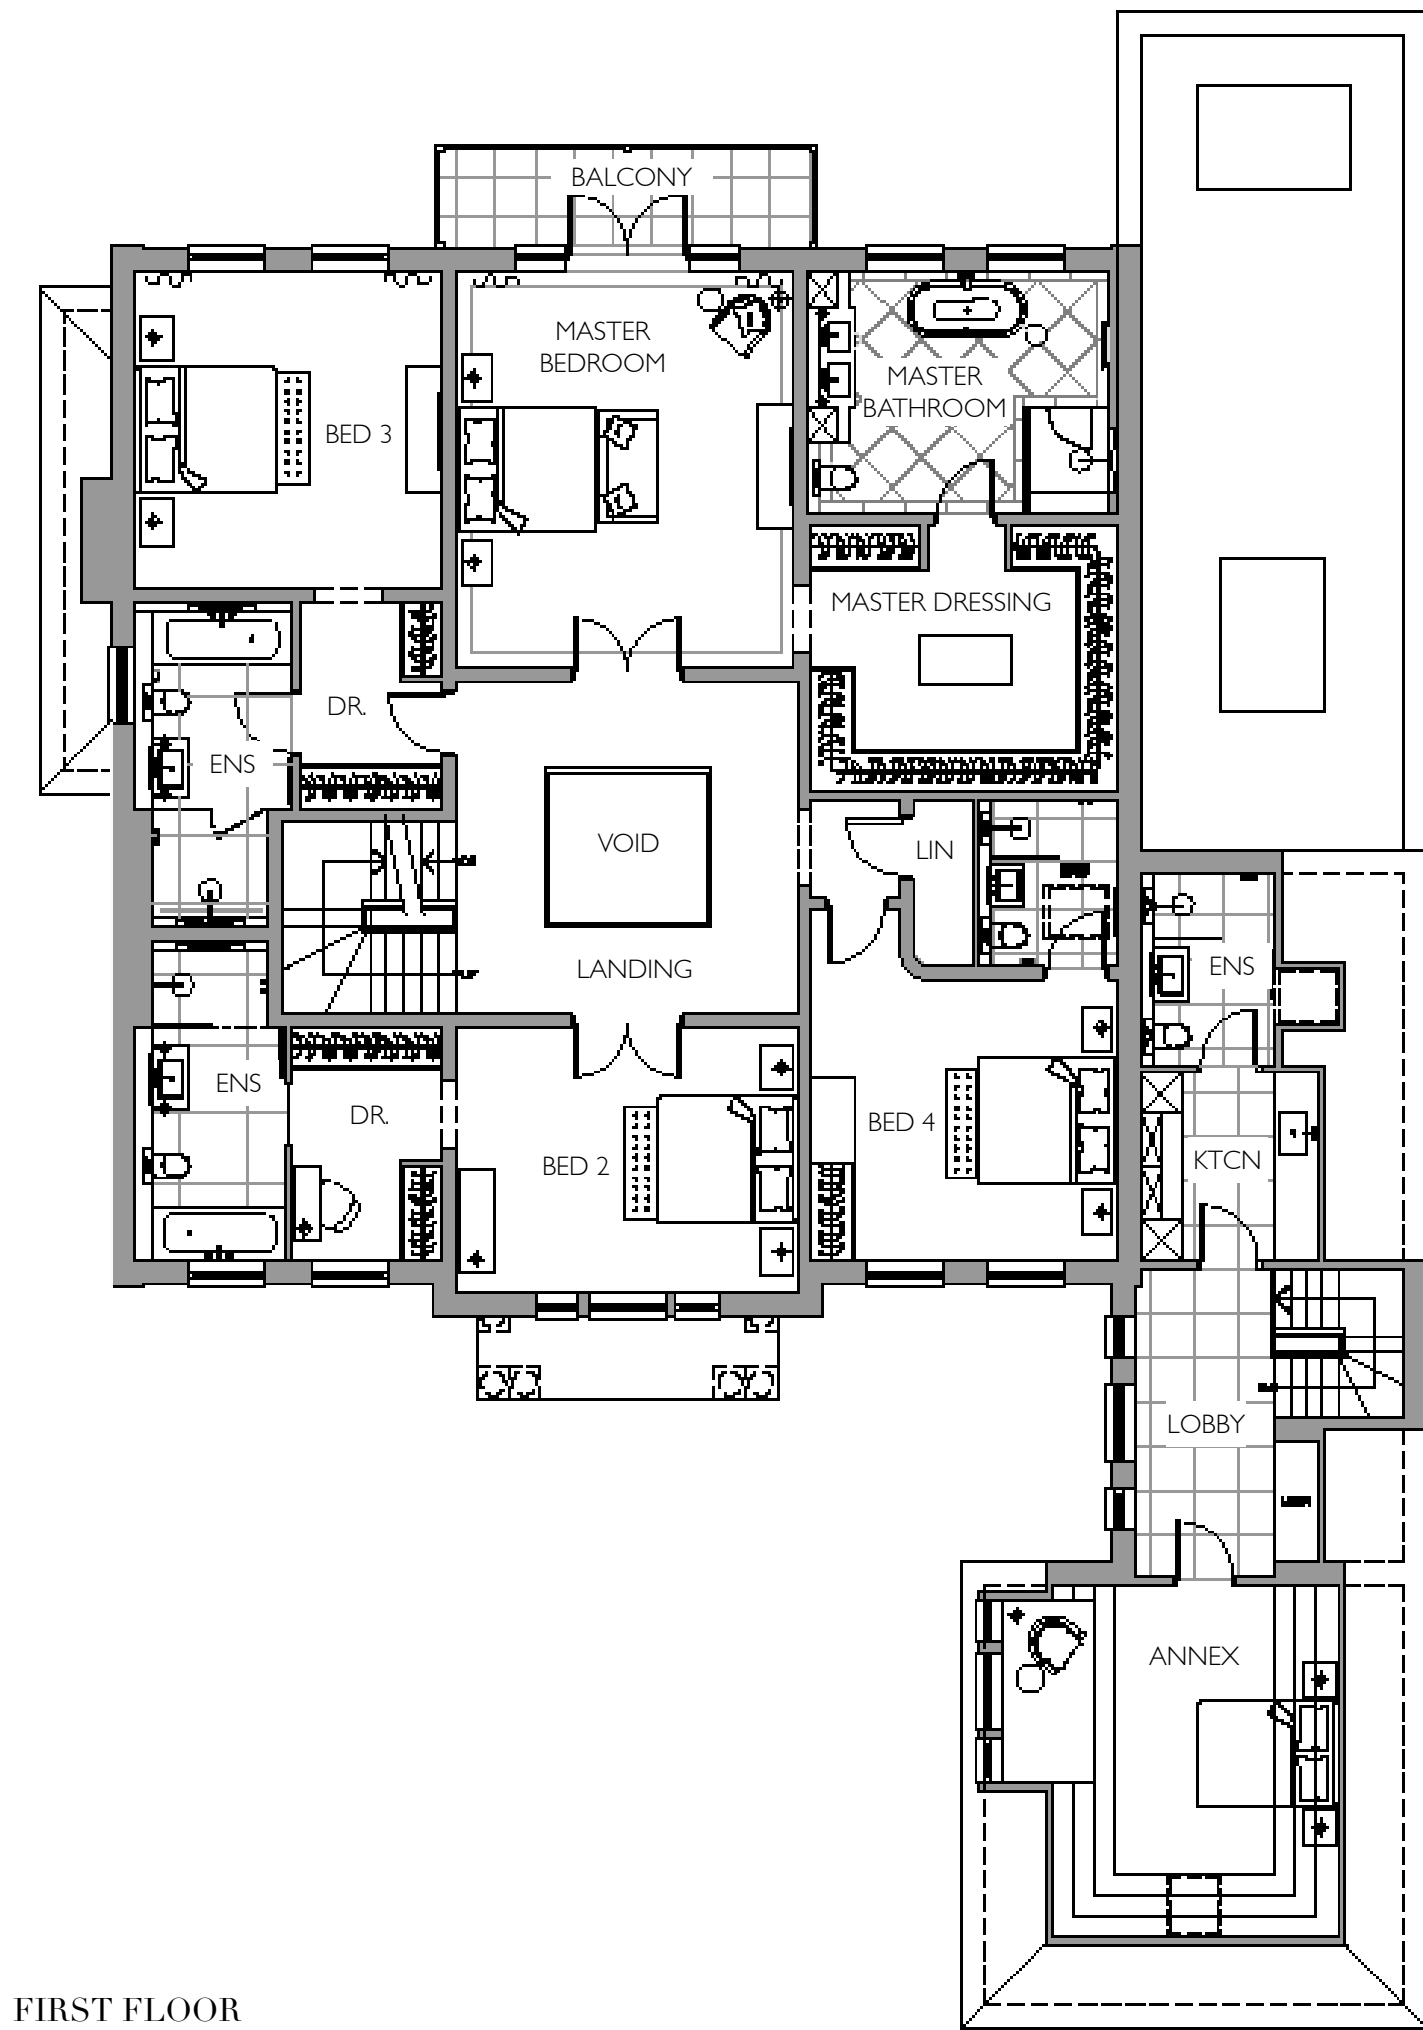 BALCONY
MASTER
BEDROOM
MASTER
BATHROOM
BED 3
MASTER DRESSING
DR.
ENS
VOID
LIN
LANDING
ENS
ENS
DR.
BED 2
BED 4
KTCN
LOBBY
ANNEX
FIRST FLOOR